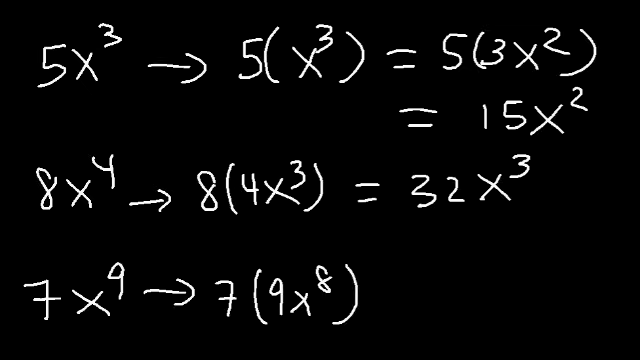 5x³ → 5(x³) = 5(3x²)
= 15x²
8x⁴ → 8(4x³) = 32x³
7x⁹ → 7(9x⁸)